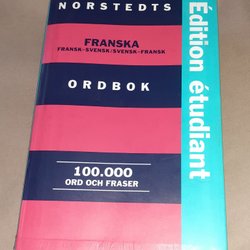 NORSTEDTS
FRANSKA
FRANSK-SVENSK/SVENSK-FRANSK
ORDBOK
100.000
ORD OCH FRASER
Édition étudiant